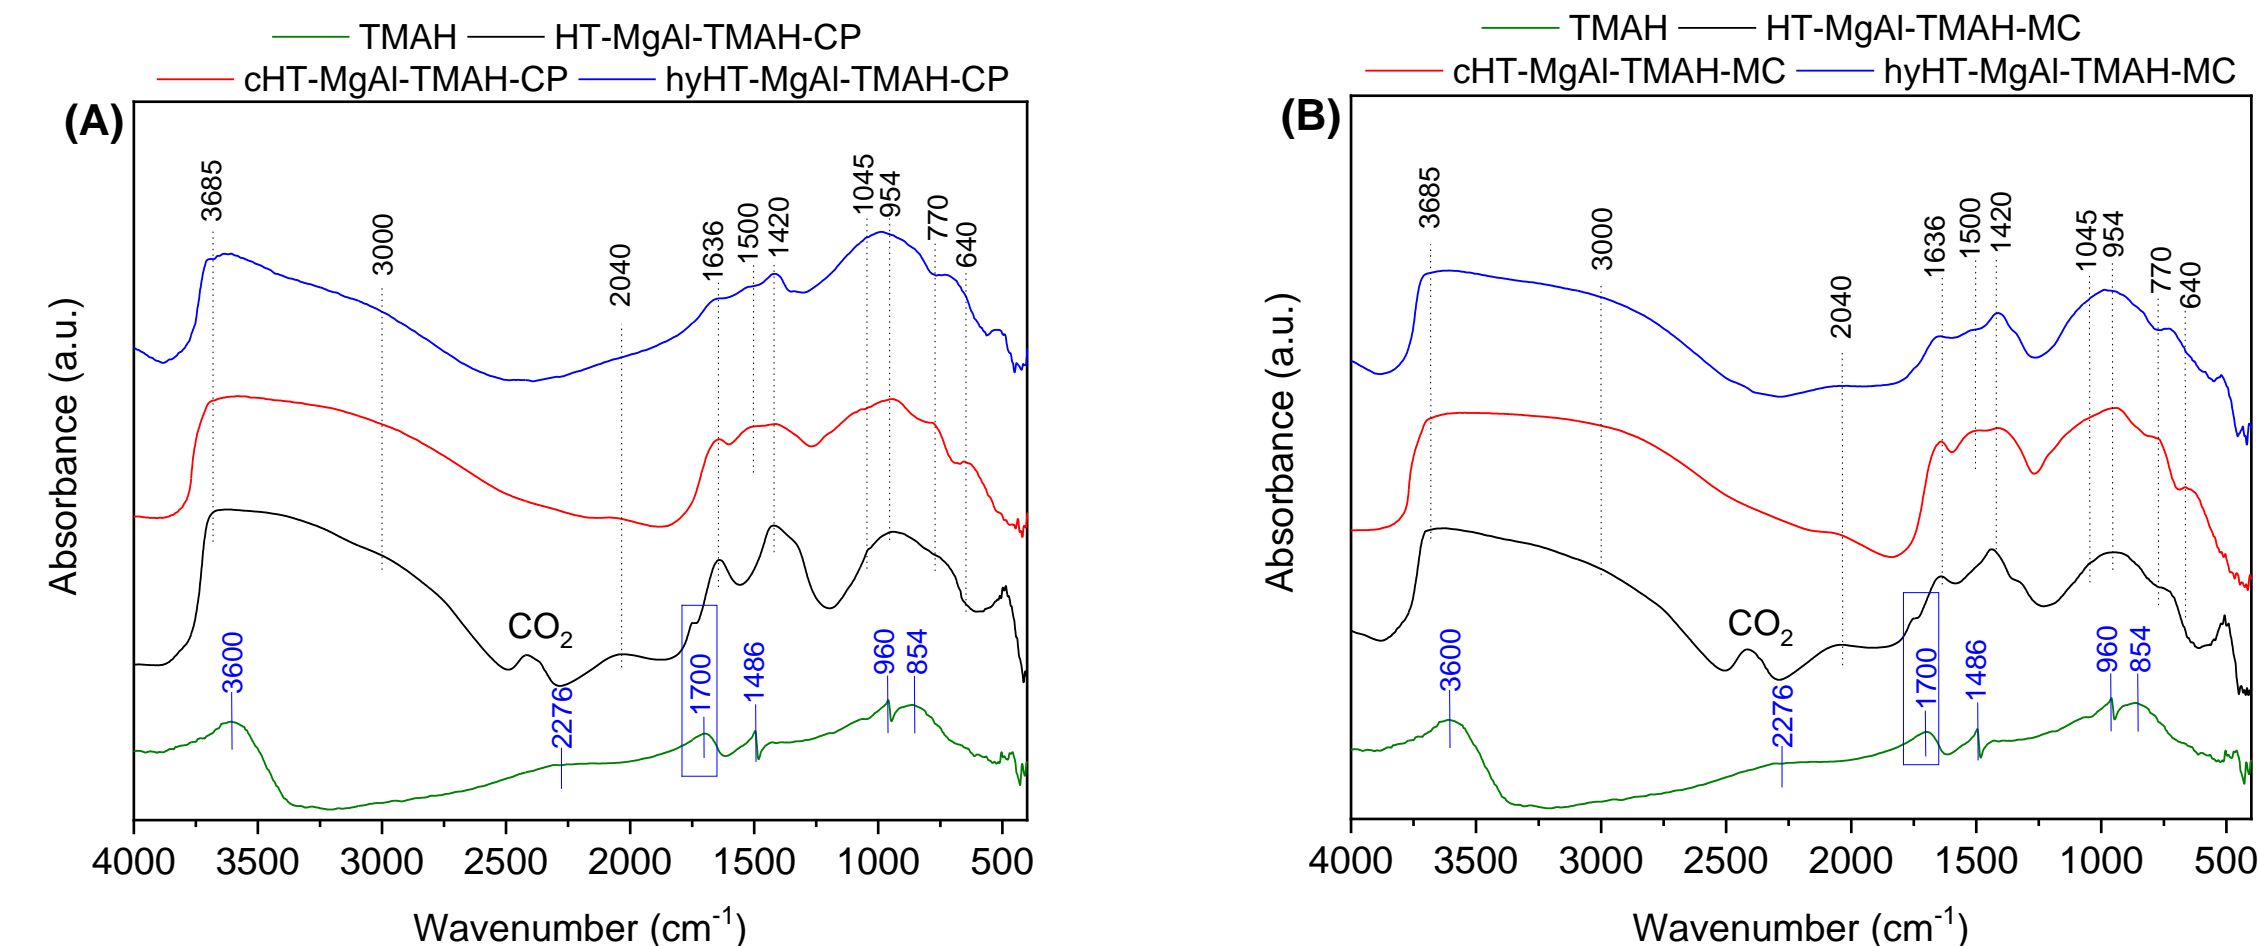 TMAH HT-MgAl-TMAH-CP
cHT-MgAl-TMAH-CP hyHT-MgAl-TMAH-CP
(A)
3685
3000
2040
1636
1500
1420
1045
954
770
640
CO₂
3600
2276
1700
1486
960
854
Absorbance (a.u.)
4000 3500 3000 2500 2000 1500 1000 500
Wavenumber (cm⁻¹)
TMAH HT-MgAl-TMAH-MC
cHT-MgAl-TMAH-MC hyHT-MgAl-TMAH-MC
(B)
3685
3000
2040
1636
1500
1420
1045
954
770
640
CO₂
3600
2276
1700
1486
960
854
Absorbance (a.u.)
4000 3500 3000 2500 2000 1500 1000 500
Wavenumber (cm⁻¹)